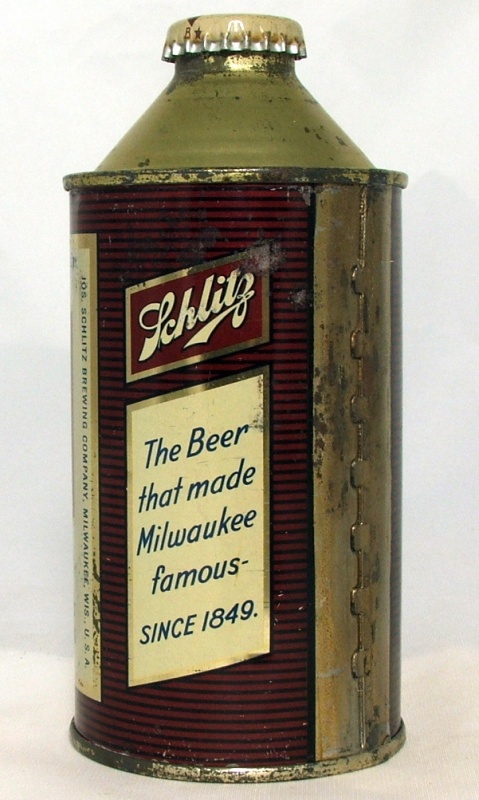 JOS. SCHLITZ BREWING COMPANY, MILWAUKEE, WIS., U.S.A.
Schlitz
The Beer
that made
Milwaukee
famous-
SINCE 1849.